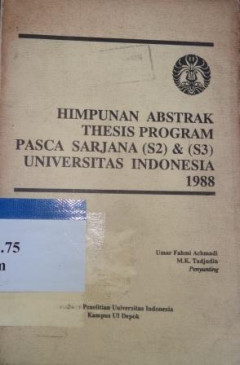 HIMPUNAN ABSTRAK
THESIS PROGRAM
PASCA SARJANA (S2) & (S3)
UNIVERSITAS INDONESIA
1988
.75
m
Umar Fahmi Achmadi
M.K. Tadjudin
Penyunting
Penelitian Universitas Indonesia
Kampus UI Depok